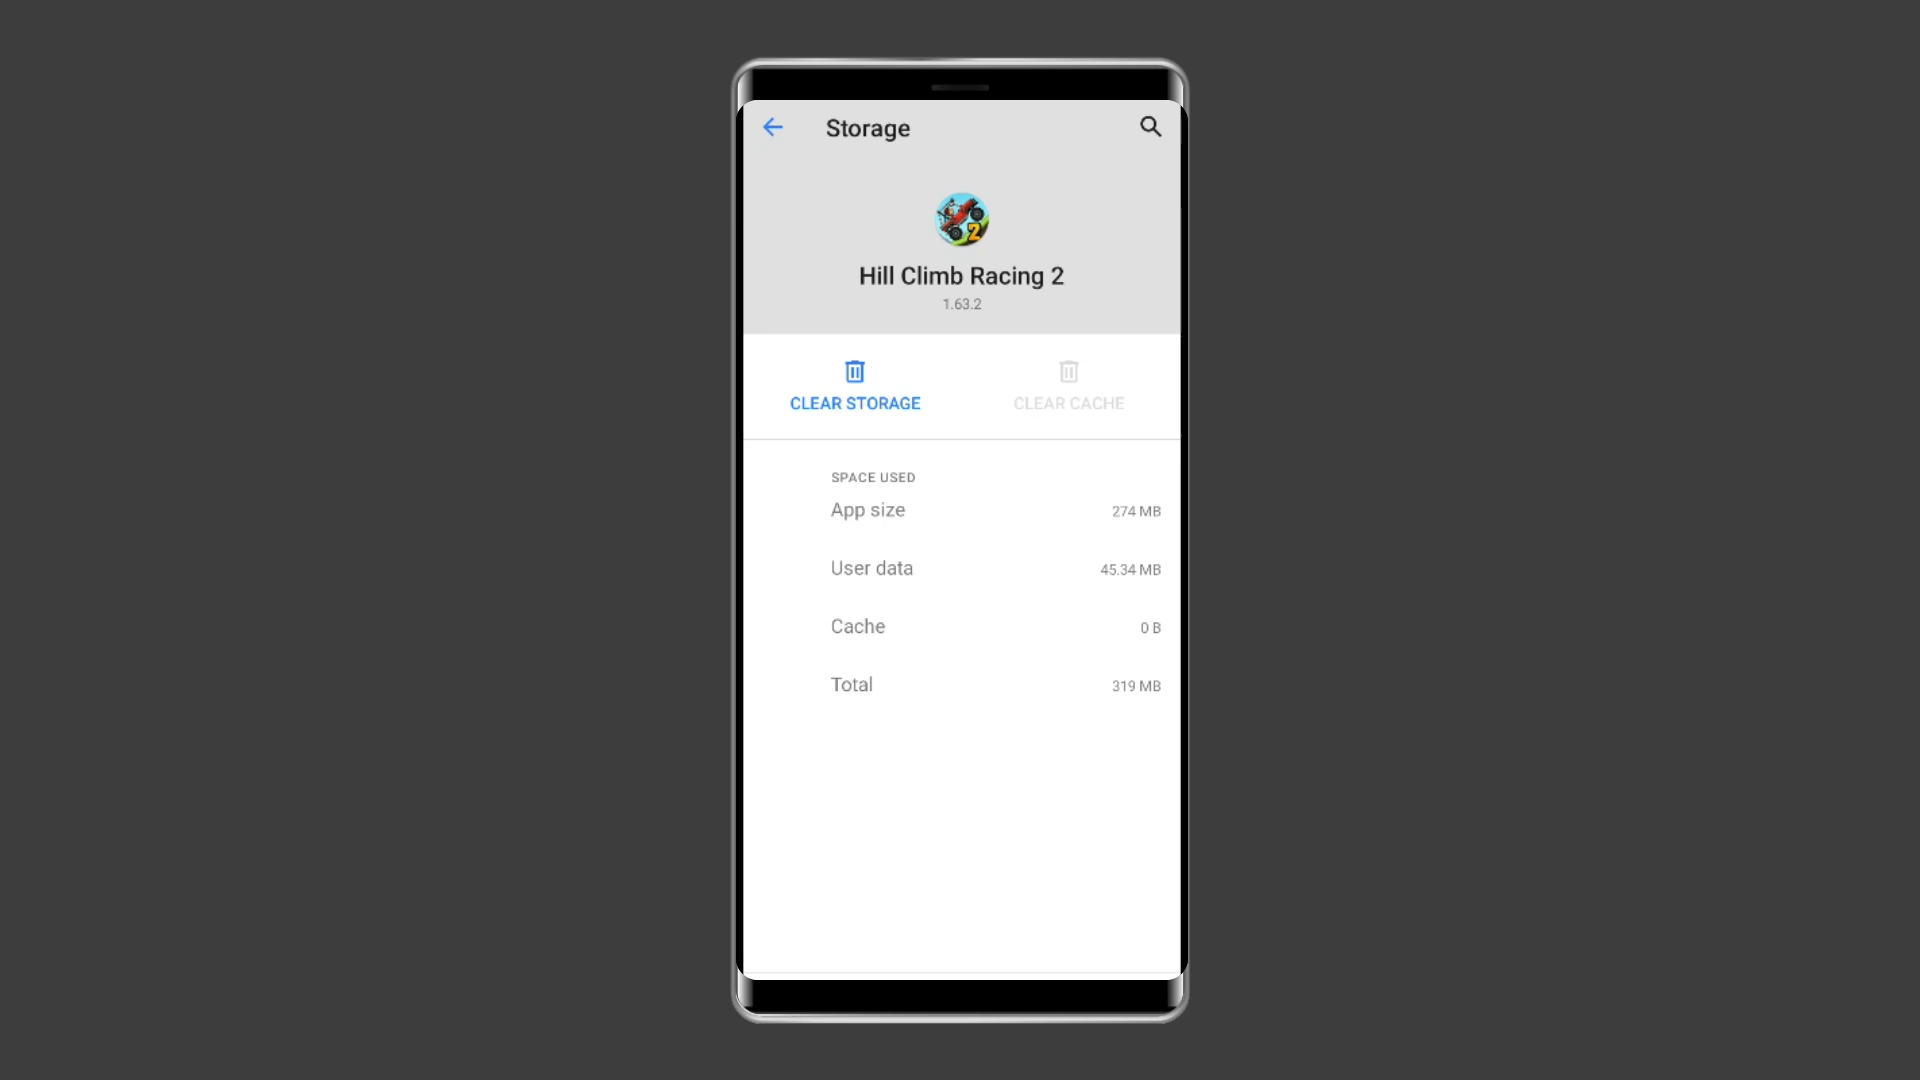 Storage
2
Hill Climb Racing 2
1.63.2
CLEAR STORAGE
CLEAR CACHE
SPACE USED
App size
274 MB
User data
45.34 MB
Cache
0 B
Total
319 MB